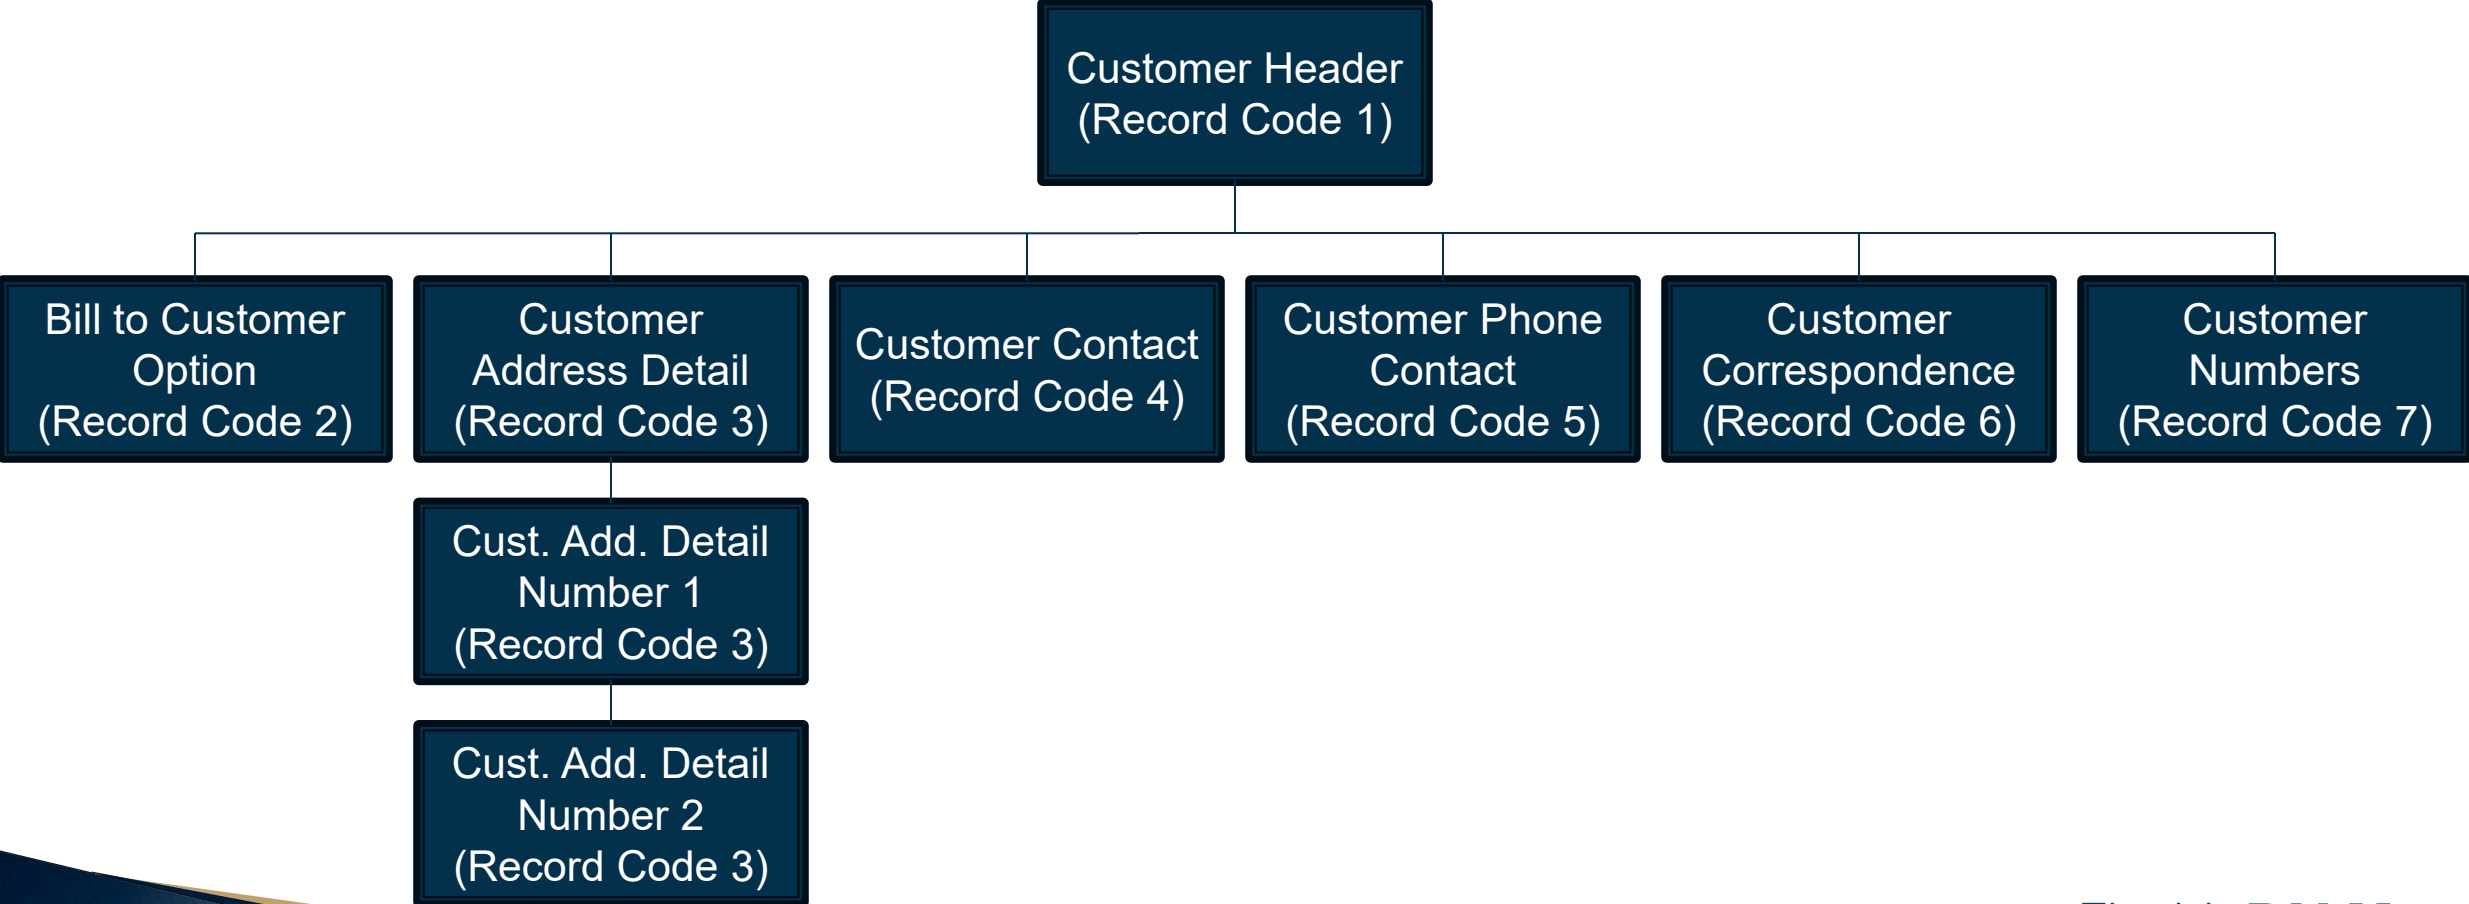 Customer Header
(Record Code 1)
Bill to Customer
Option
(Record Code 2)
Customer
Address Detail
(Record Code 3)
Customer Contact
(Record Code 4)
Customer Phone
Contact
(Record Code 5)
Customer
Correspondence
(Record Code 6)
Customer
Numbers
(Record Code 7)
Cust. Add. Detail
Number 1
(Record Code 3)
Cust. Add. Detail
Number 2
(Record Code 3)